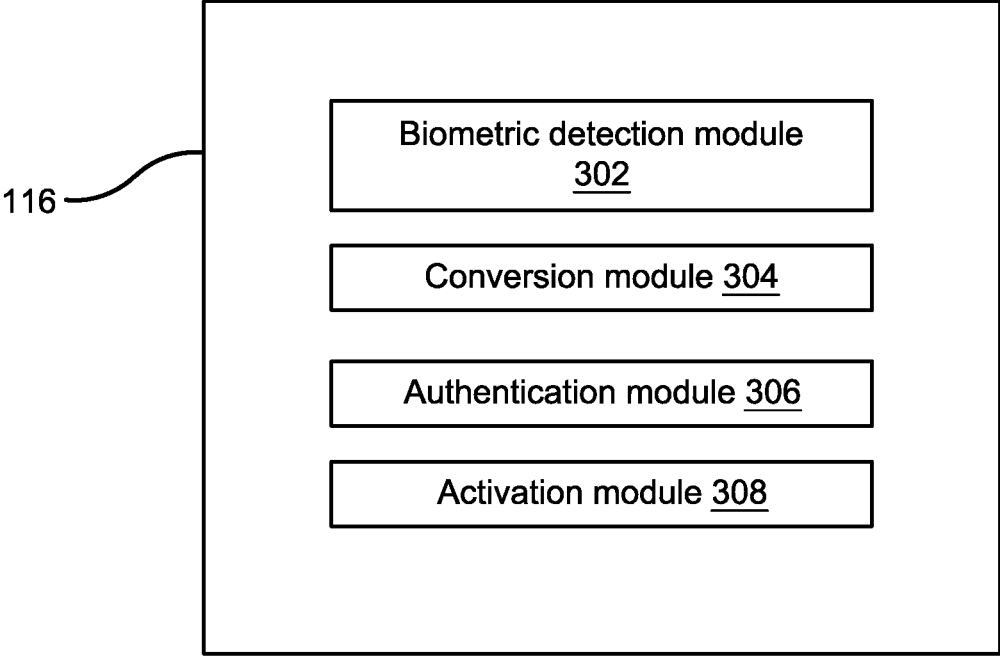 Biometric detection module
302
116
Conversion module 304
Authentication module 306
Activation module 308